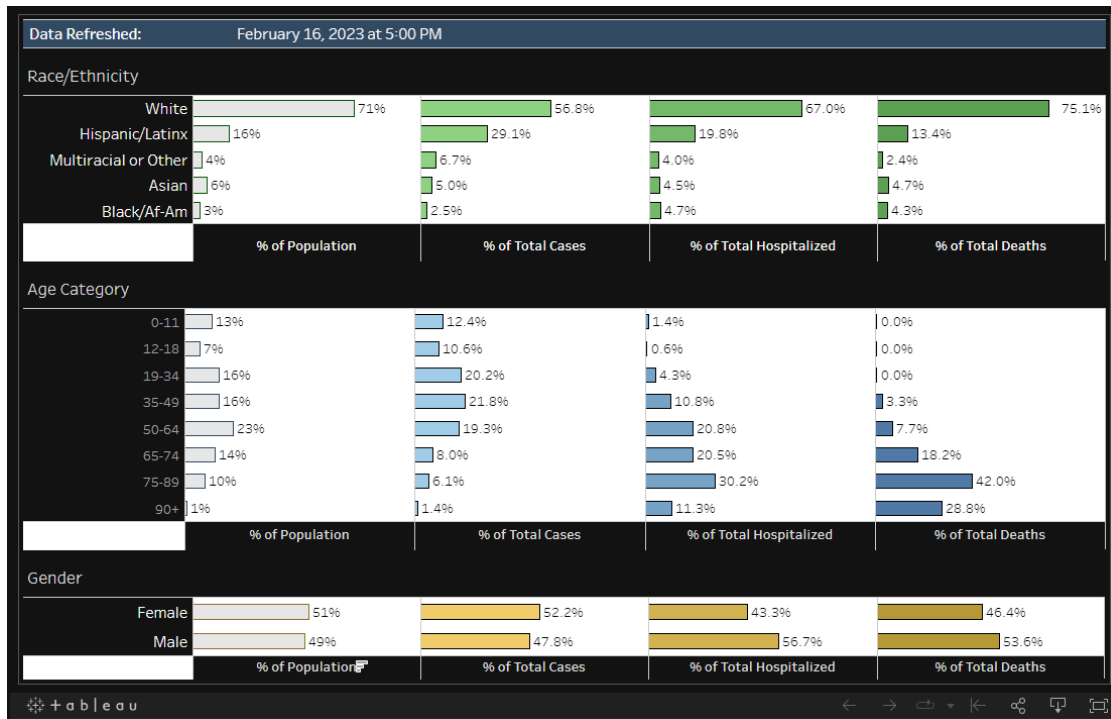 Data Refreshed: February 16, 2023 at 5:00 PM
Race/Ethnicity
White 71% 56.8% 67.0% 75.1%
Hispanic/Latinx 16% 29.1% 19.8% 13.4%
Multiracial or Other 4% 6.7% 4.0% 2.4%
Asian 6% 5.0% 4.5% 4.7%
Black/Af-Am 3% 2.5% 4.7% 4.3%
% of Population % of Total Cases % of Total Hospitalized % of Total Deaths
Age Category
0-11 13% 12.4% 1.4% 0.0%
12-18 7% 10.6% 0.6% 0.0%
19-34 16% 20.2% 4.3% 0.0%
35-49 16% 21.8% 10.8% 3.3%
50-64 23% 19.3% 20.8% 7.7%
65-74 14% 8.0% 20.5% 18.2%
75-89 10% 6.1% 30.2% 42.0%
90+ 1% 1.4% 11.3% 28.8%
% of Population % of Total Cases % of Total Hospitalized % of Total Deaths
Gender
Female 51% 52.2% 43.3% 46.4%
Male 49% 47.8% 56.7% 53.6%
% of Population % of Total Cases % of Total Hospitalized % of Total Deaths
+ableau